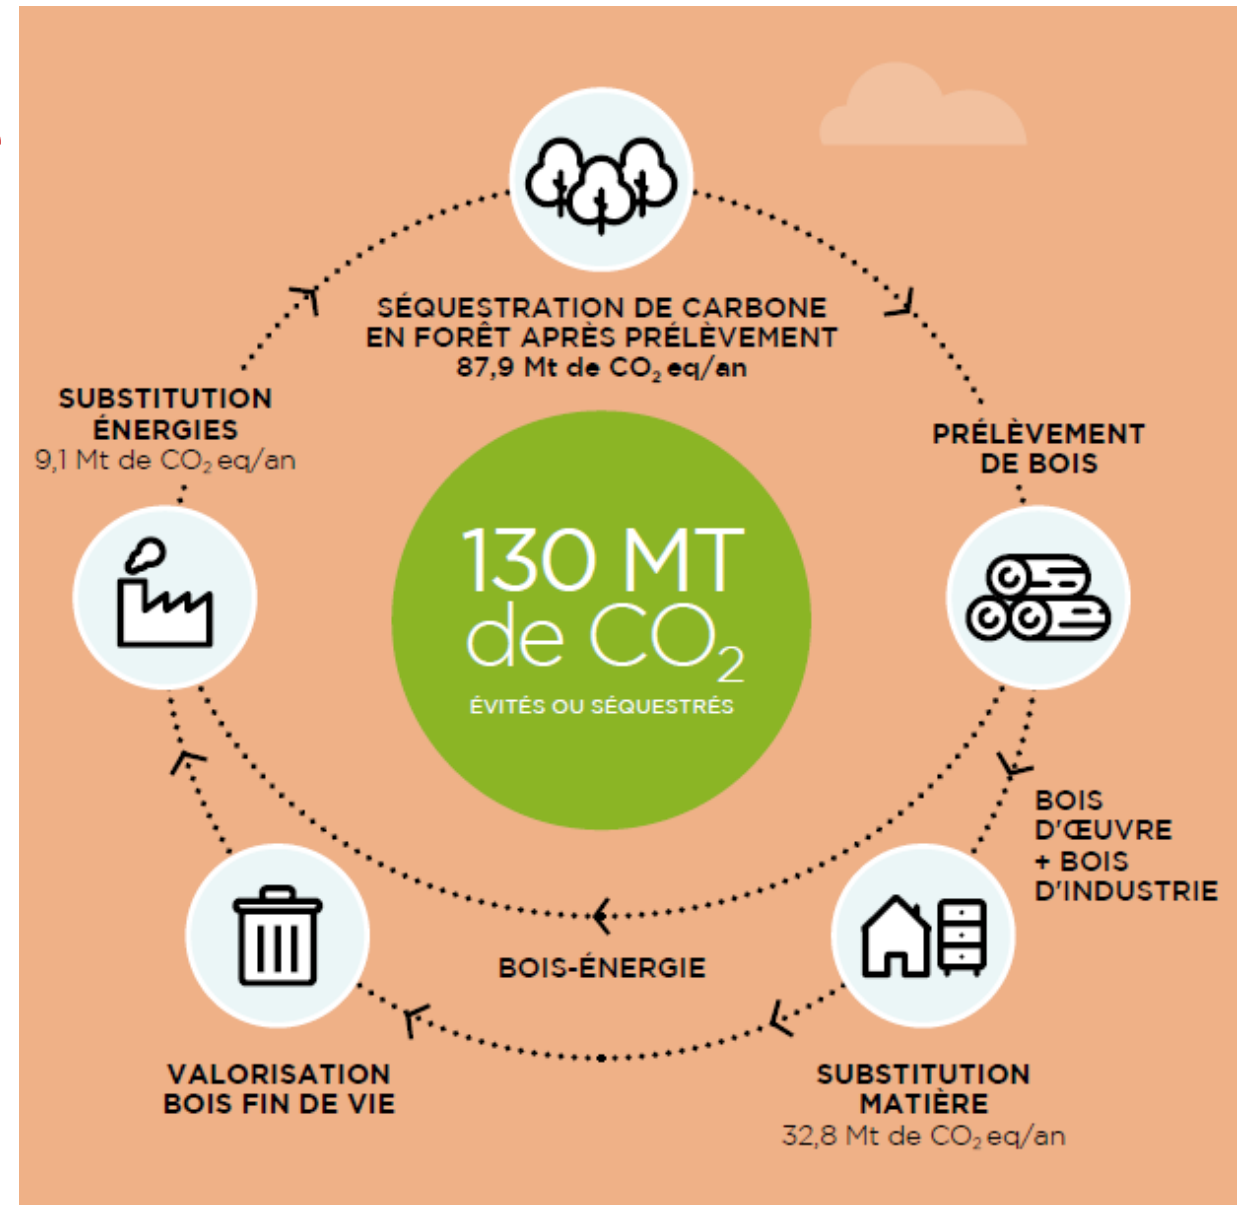 SÉQUESTRATION DE CARBONE
EN FORÊT APRÈS PRÉLÈVEMENT
87,9 Mt de CO₂ eq/an
SUBSTITUTION
ÉNERGIES
9,1 Mt de CO₂ eq/an
PRÉLÈVEMENT
DE BOIS
130 MT
de CO₂
ÉVITÉS OU SÉQUESTRÉS
BOIS
D'ŒUVRE
+ BOIS
D'INDUSTRIE
BOIS-ÉNERGIE
VALORISATION
BOIS FIN DE VIE
SUBSTITUTION
MATIÈRE
32,8 Mt de CO₂ eq/an